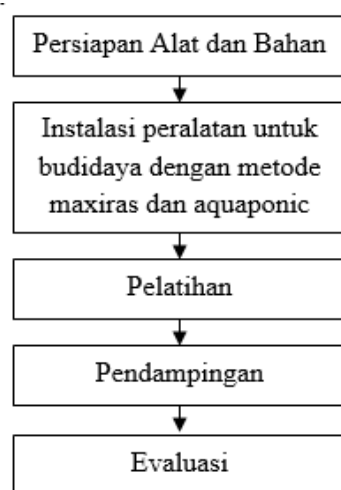 Persiapan Alat dan Bahan
Instalasi peralatan untuk
budidaya dengan metode
maxiras dan aquaponic
Pelatihan
Pendampingan
Evaluasi